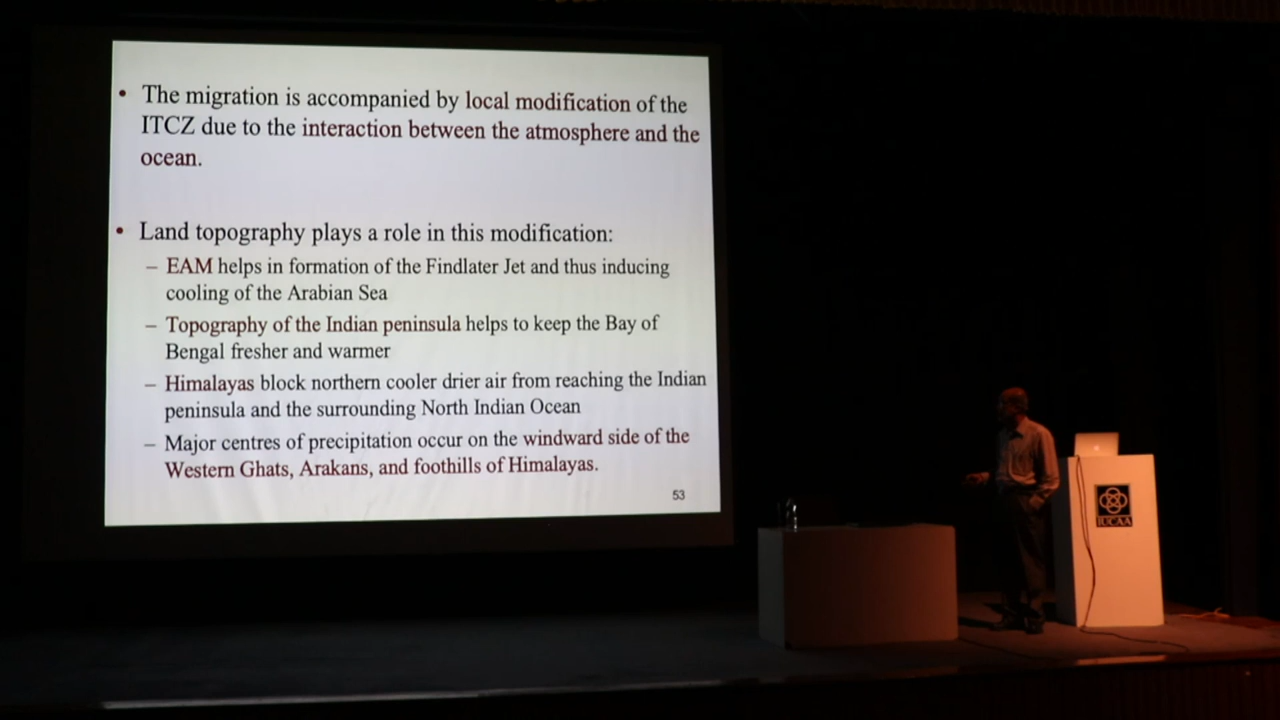 • The migration is accompanied by local modification of the
ITCZ due to the interaction between the atmosphere and the
ocean.
• Land topography plays a role in this modification:
– EAM helps in formation of the Findlater Jet and thus inducing
cooling of the Arabian Sea
– Topography of the Indian peninsula helps to keep the Bay of
Bengal fresher and warmer
– Himalayas block northern cooler drier air from reaching the Indian
peninsula and the surrounding North Indian Ocean
– Major centres of precipitation occur on the windward side of the
Western Ghats, Arakans, and foothills of Himalayas.
53
IUCAA